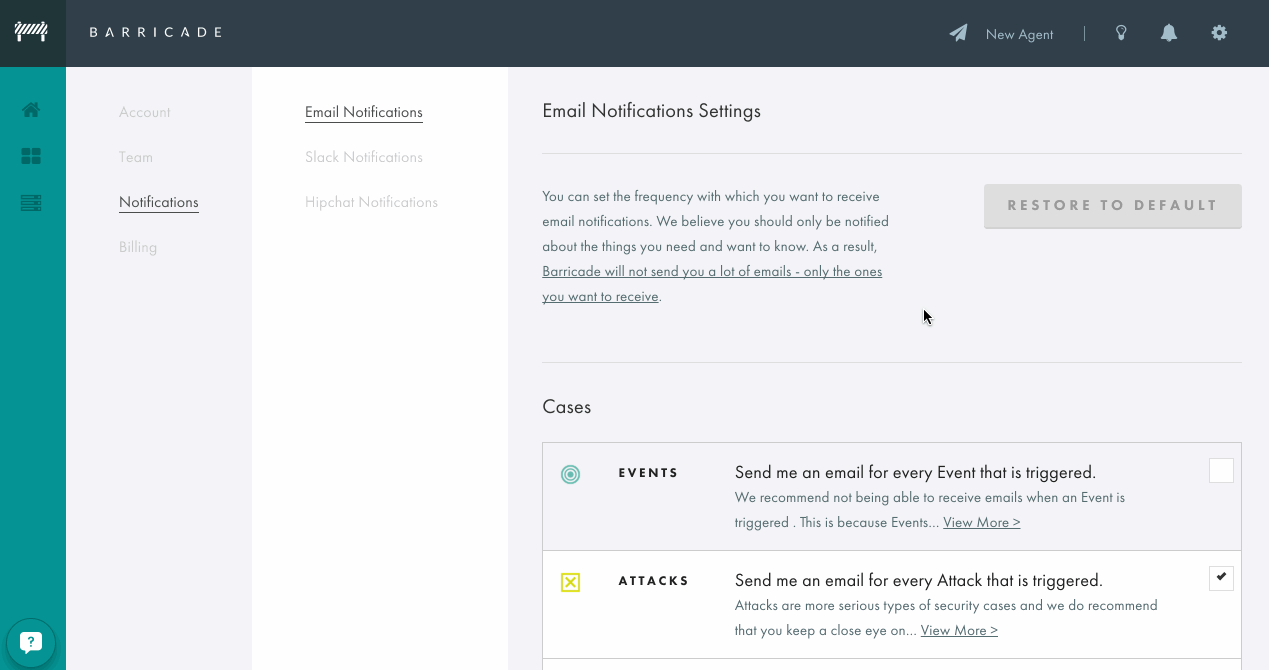 BARRICADE
New Agent
Account
Team
Notifications
Billing
Email Notifications
Slack Notifications
Hipchat Notifications
Email Notifications Settings
You can set the frequency with which you want to receive
email notifications. We believe you should only be notified
about the things you need and want to know. As a result,
Barricade will not send you a lot of emails - only the ones
you want to receive.
RESTORE TO DEFAULT
Cases
EVENTS
Send me an email for every Event that is triggered.
We recommend not being able to receive emails when an Event is
triggered . This is because Events... View More >
ATTACKS
Send me an email for every Attack that is triggered.
Attacks are more serious types of security cases and we do recommend
that you keep a close eye on... View More >
?